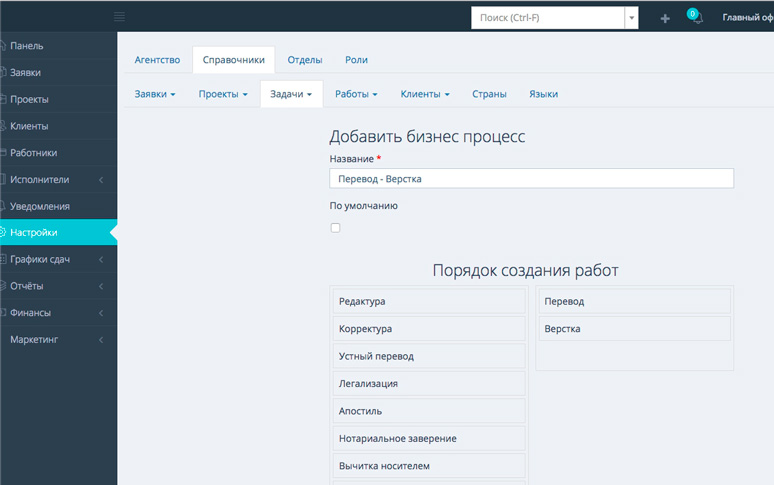 Поиск (Ctrl-F)
0
Главный оф
Панель
Заявки
Проекты
Клиенты
Работники
Исполнители
Уведомления
Настройки
Графики сдач
Отчёты
Финансы
Маркетинг
Агентство Справочники Отделы Роли
Заявки Проекты Задачи Работы Клиенты Страны Языки
Добавить бизнес процесс
Название *
Перевод - Верстка
По умолчанию
Порядок создания работ
Редактура
Корректура
Устный перевод
Легализация
Апостиль
Нотариальное заверение
Вычитка носителем
Перевод
Верстка